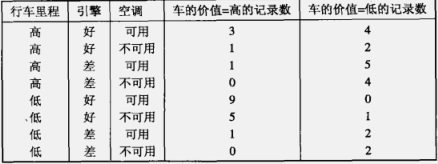 行车里程 引擎 空调 车的价值=高的记录数 车的价值=低的记录数
高 好 可用 3 4
高 好 不可用 1 2
高 差 可用 1 5
高 差 不可用 0 4
低 好 可用 9 0
低 好 不可用 5 1
低 差 可用 1 2
低 差 不可用 0 2